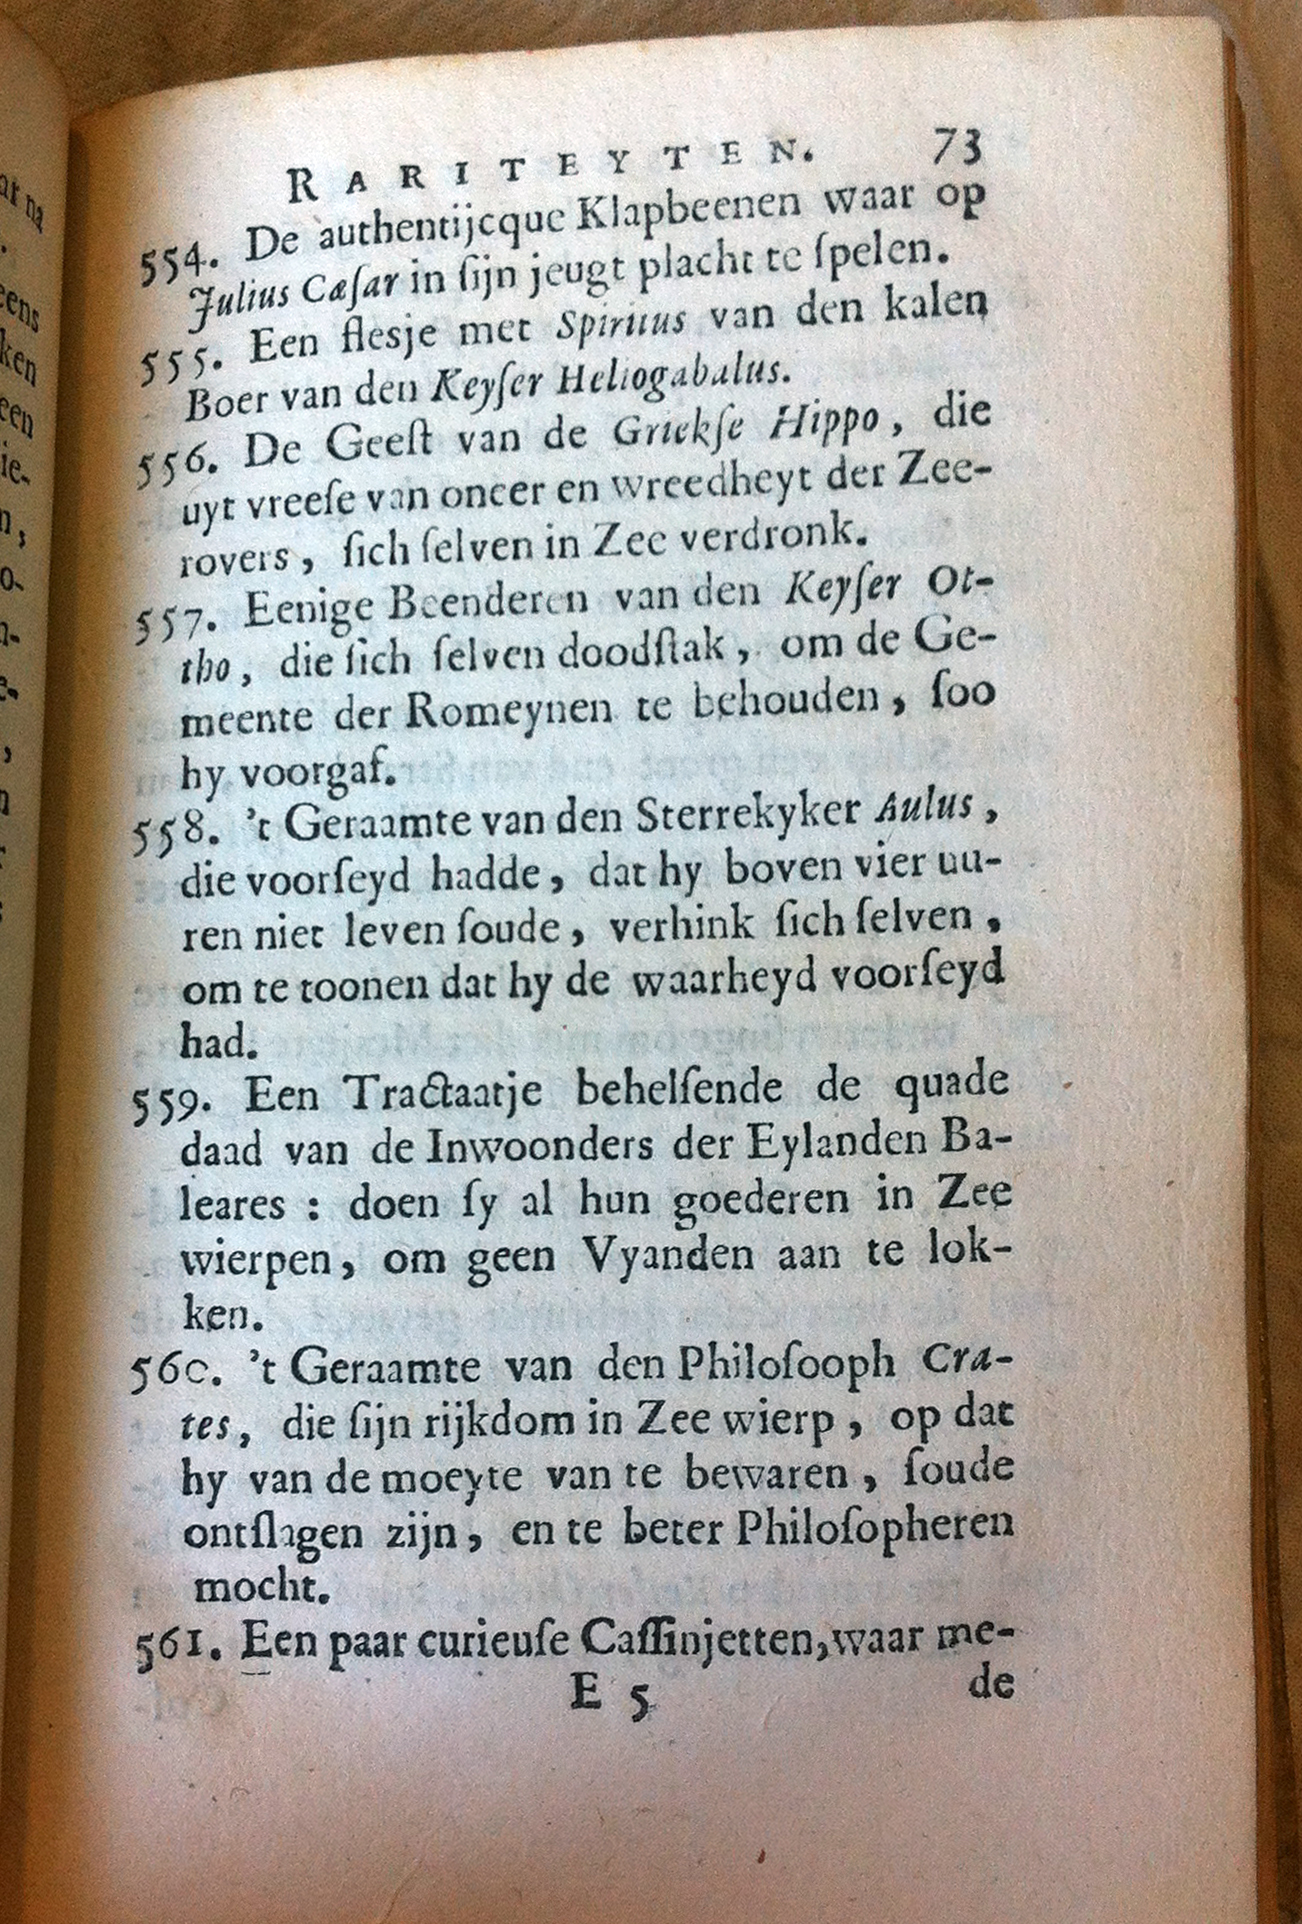 RARITEYTEN. 73
554. De authentijcque Klapbeenen waar op
Julius Cæſar in ſijn jeugt placht te ſpelen.
555. Een flesje met Spiritus van den kalen
Boer van den Keyſer Heliogabalus.
556. De Geeſt van de Griekſe Hippo, die
uyt vreeſe van oneer en wreedheyt der Zee-
rovers, ſich ſelven in Zee verdronk.
557. Eenige Beenderen van den Keyſer Ot-
tho, die ſich ſelven doodſtak, om de Ge-
meente der Romeynen te behouden, ſoo
hy voorgaf.
558. 't Geraamte van den Sterrekyker Aulus,
die voorſeyd hadde, dat hy boven vier uu-
ren niet leven ſoude, verhink ſich ſelven,
om te toonen dat hy de waarheyd voorſeyd
had.
559. Een Tractaatje behelſende de quade
daad van de Inwoonders der Eylanden Ba-
leares : doen ſy al hun goederen in Zee
wierpen, om geen Vyanden aan te lok-
ken.
560. 't Geraamte van den Philoſooph Cra-
tes, die ſijn rijkdom in Zee wierp, op dat
hy van de moeyte van te bewaren, ſoude
ontſlagen zijn, en te beter Philoſopheren
mocht.
561. Een paar curieuſe Caſſinjetten, waar me-
E 5 de